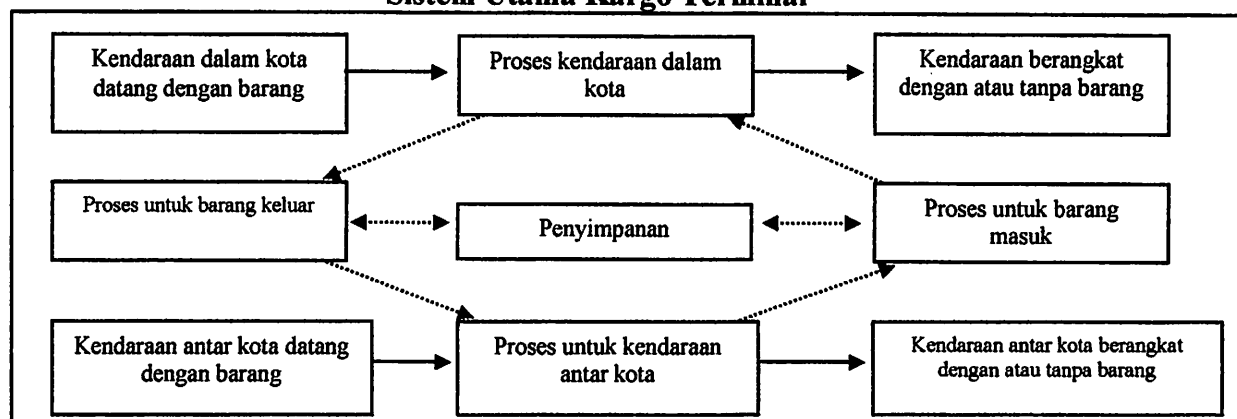 Sistem Utama Kargo Terminal
Kendaraan dalam kota
datang dengan barang
Proses kendaraan dalam
kota
Kendaraan berangkat
dengan atau tanpa barang
Proses untuk barang keluar
Penyimpanan
Proses untuk barang
masuk
Kendaraan antar kota datang
dengan barang
Proses untuk kendaraan
antar kota
Kendaraan antar kota berangkat
dengan atau tanpa barang